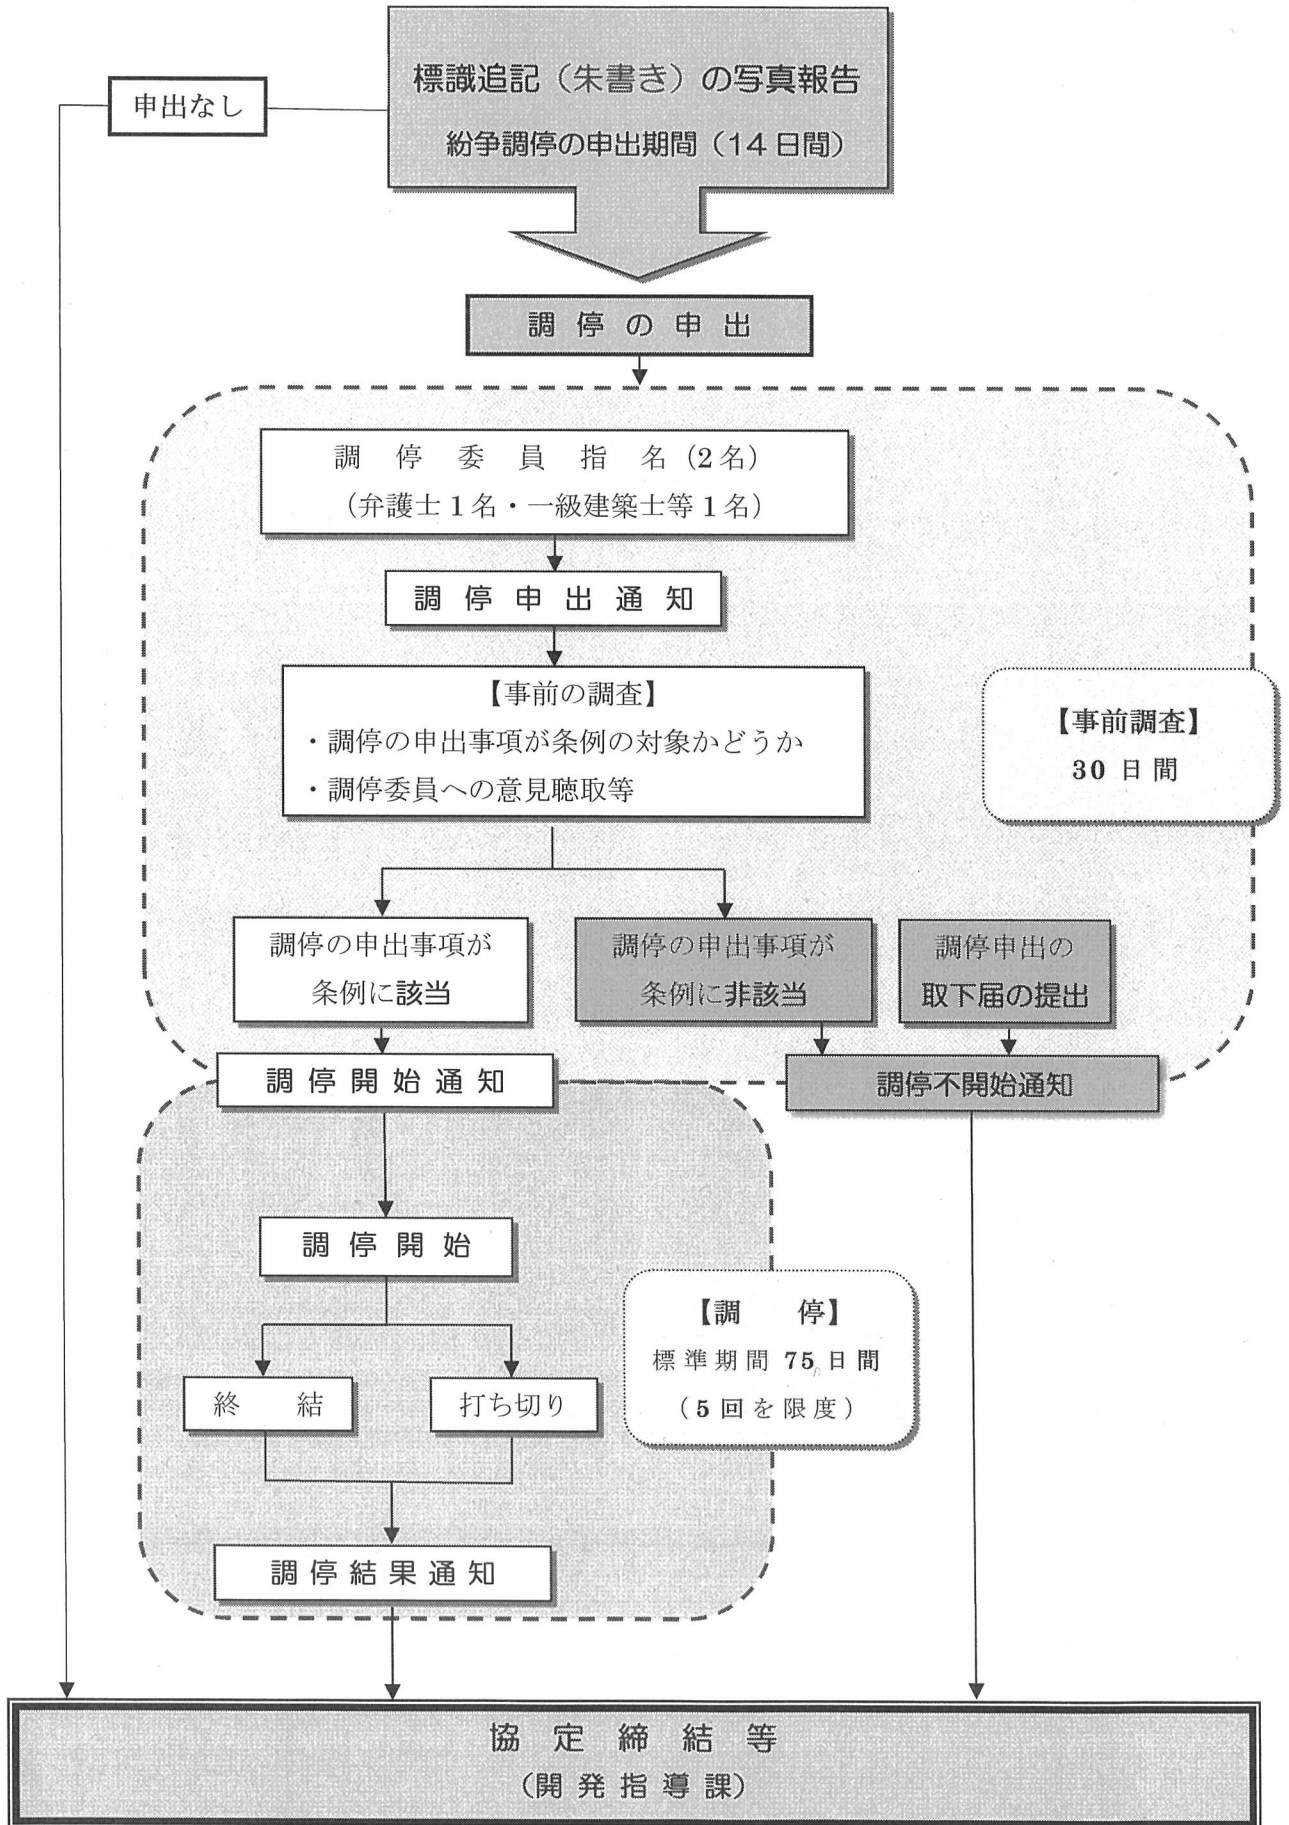 標識追記（朱書き）の写真報告
紛争調停の申出期間（14日間）
申出なし
調停の申出
調停委員指名（2名）
（弁護士1名・一級建築士等1名）
調停申出通知
【事前の調査】
・調停の申出事項が条例の対象かどうか
・調停委員への意見聴取等
【事前調査】
30日間
調停の申出事項が
条例に該当
調停の申出事項が
条例に非該当
調停申出の
取下届の提出
調停開始通知
調停不開始通知
調停開始
【調　停】
標準期間 75日間
（5回を限度）
終　結
打ち切り
調停結果通知
協定締結等
（開発指導課）